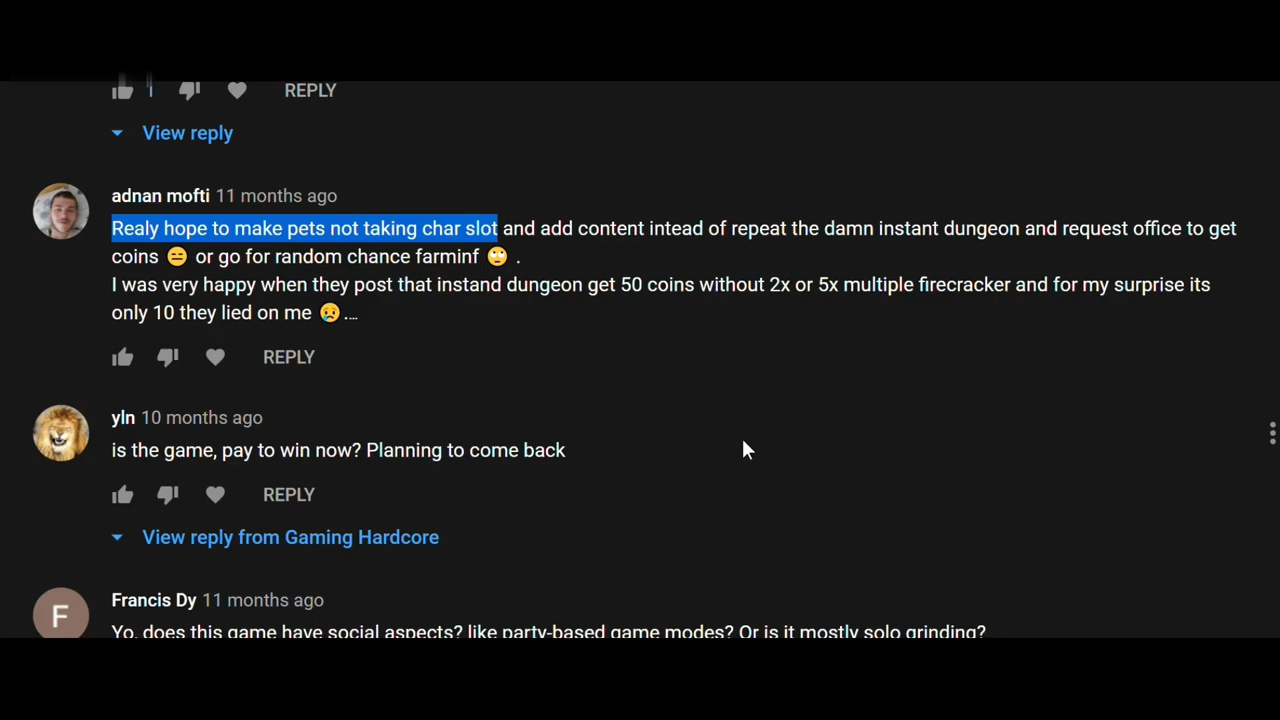 REPLY
View reply
adnan mofti 11 months ago
Realy hope to make pets not taking char slot and add content intead of repeat the damn instant dungeon and request office to get
coins 😑 or go for random chance farminf 🙄 .
I was very happy when they post that instand dungeon get 50 coins without 2x or 5x multiple firecracker and for my surprise its
only 10 they lied on me 😥....
REPLY
yln 10 months ago
is the game, pay to win now? Planning to come back
REPLY
View reply from Gaming Hardcore
F
Francis Dy 11 months ago
Yo, does this game have social aspects? like party-based game modes? Or is it mostly solo grinding?